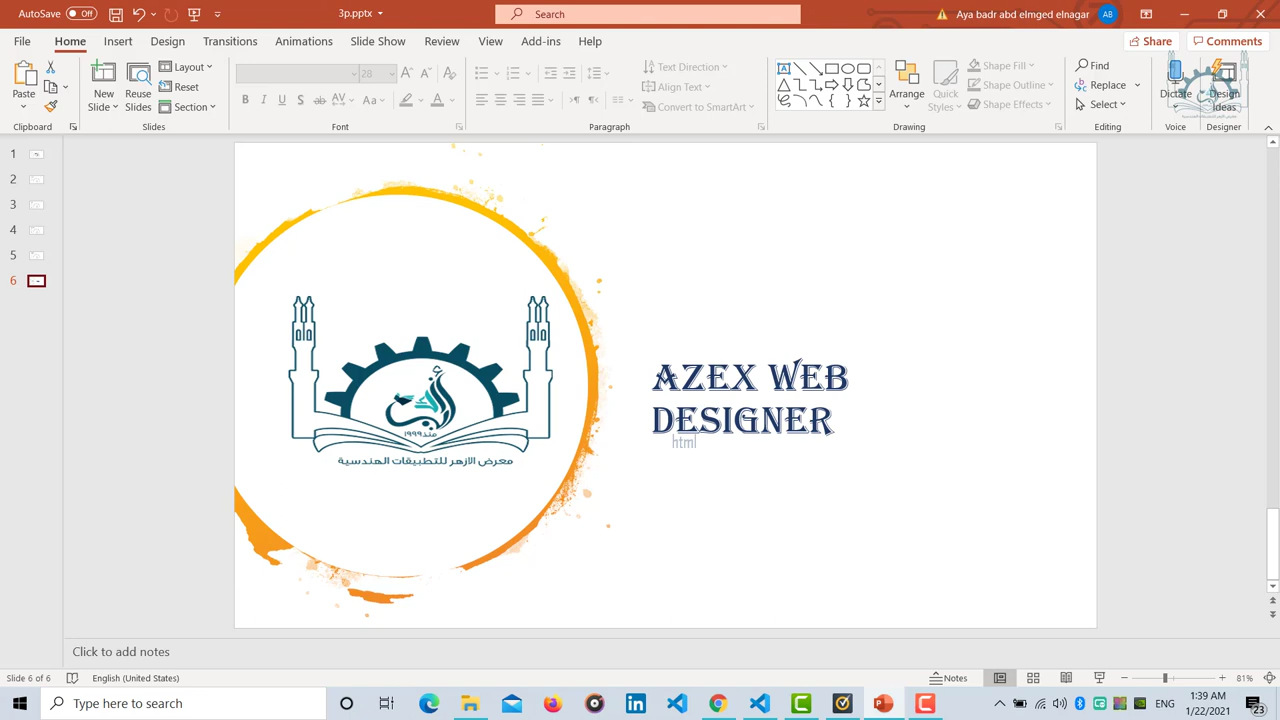 AutoSave Off 3p.pptx Search Aya badr abd elmged elnagar AB
File Home Insert Design Transitions Animations Slide Show Review View Add-ins Help Share Comments
Paste New Slide Reuse Slides Layout Reset Section 28 Text Direction Align Text Convert to SmartArt Arrange Quick Styles Shape Fill Shape Outline Shape Effects Find Replace Select Dictate Design Ideas
Clipboard Slides Font Paragraph Drawing Editing Voice Designer
1
2
3
4
5
6
منذ ١٩٩٩
معرض الازهر للتطبيقات الهندسية
AZEX WEB
DESIGNER
html
Click to add notes
Slide 6 of 6 English (United States) Notes 81%
Type here to search ENG 1:39 AM
1/22/2021 23